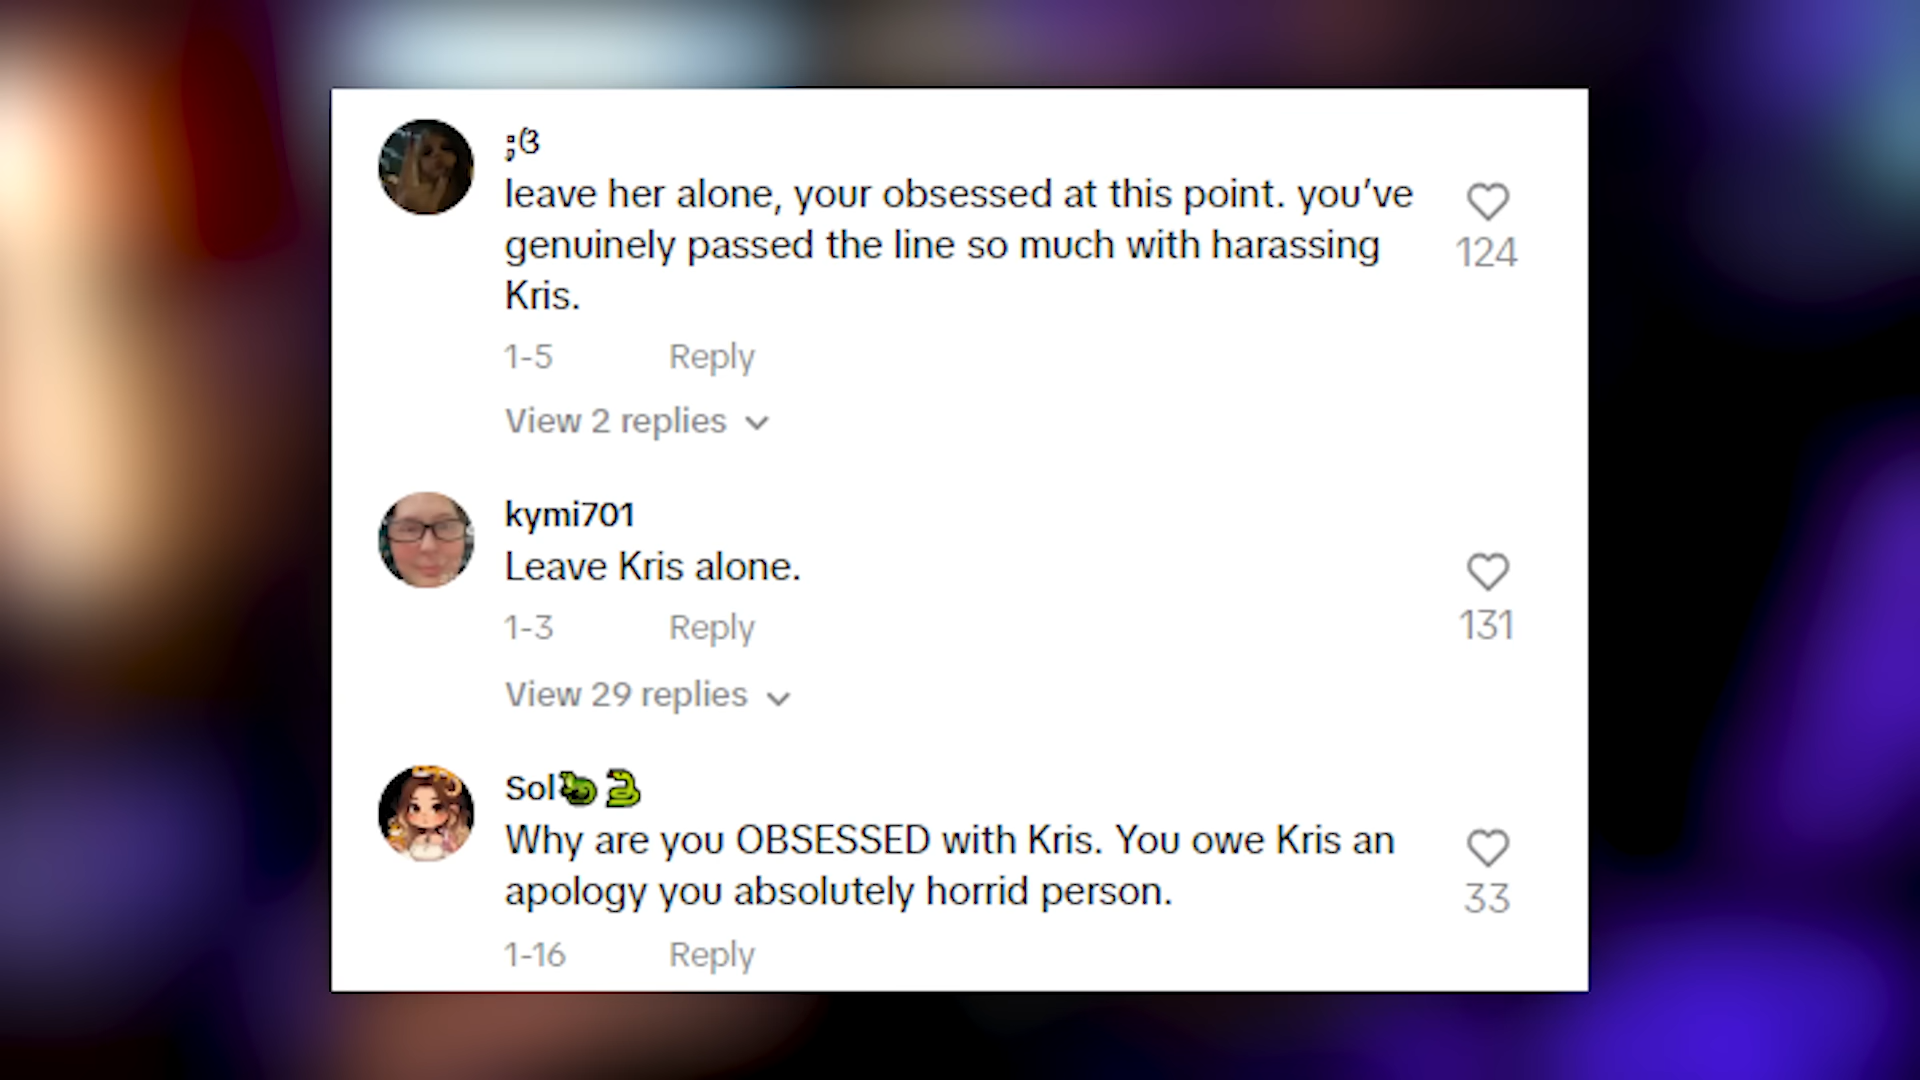 ;ც
leave her alone, your obsessed at this point. you’ve
genuinely passed the line so much with harassing
Kris.
124
1-5 Reply
View 2 replies
kymi701
Leave Kris alone.
131
1-3 Reply
View 29 replies
Sol🐉🐍
Why are you OBSESSED with Kris. You owe Kris an
apology you absolutely horrid person.
33
1-16 Reply